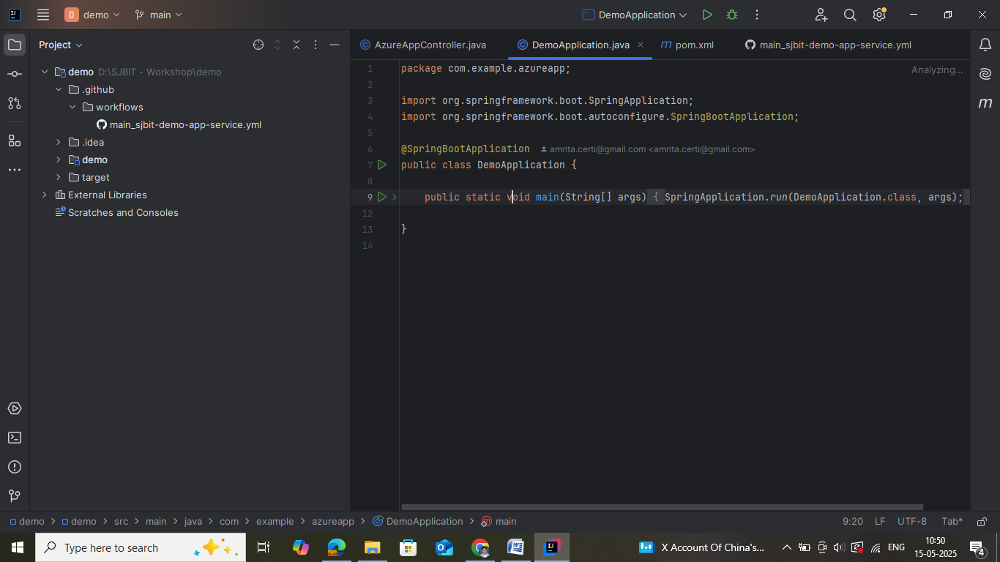 D demo main DemoApplication
Project
AzureAppController.java DemoApplication.java m pom.xml main_sjbit-demo-app-service.yml
demo D:\SJBIT - Workshop\demo
.github
workflows
main_sjbit-demo-app-service.yml
.idea
demo
target
External Libraries
Scratches and Consoles
Analyzing...
1 package com.example.azureapp;
2
3 import org.springframework.boot.SpringApplication;
4 import org.springframework.boot.autoconfigure.SpringBootApplication;
5
6 @SpringBootApplication amrita.certi@gmail.com <amrita.certi@gmail.com>
7 public class DemoApplication {
8
9 public static void main(String[] args) { SpringApplication.run(DemoApplication.class, args);
12
13 }
14
m
demo > demo > src > main > java > com > example > azureapp > DemoApplication > main 9:20 LF UTF-8 Tab*
Type here to search X Account Of China's... ENG 10:50
15-05-2025 4